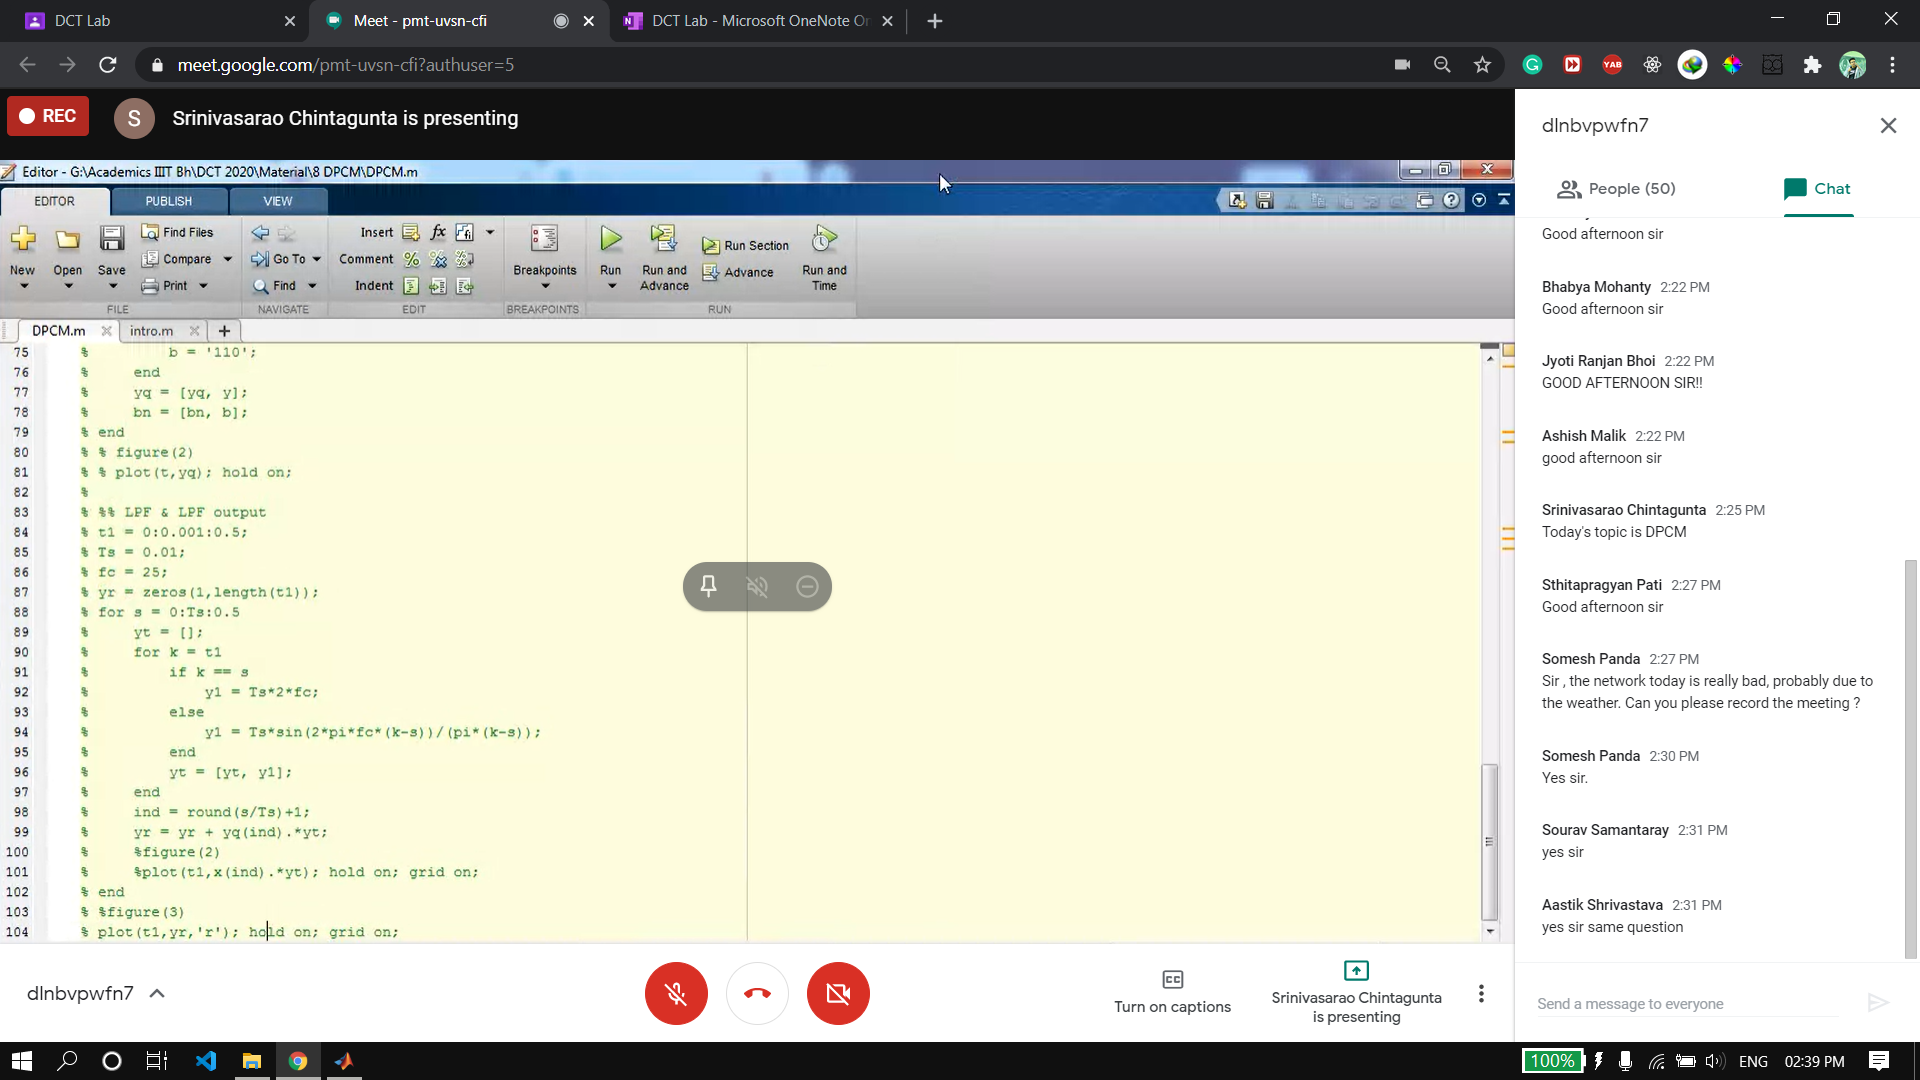 DCT Lab
Meet - pmt-uvsn-cfi
DCT Lab - Microsoft OneNote On
meet.google.com/pmt-uvsn-cfi?authuser=5
YAB
REC
S
Srinivasarao Chintagunta is presenting
Editor - G:\Academics IIIT Bh\DCT 2020\Material\8 DPCM\DPCM.m
EDITOR PUBLISH VIEW
New
Open
Save
Find Files
Compare
Print
FILE
Go To
Find
NAVIGATE
Insert
fx
Comment
Indent
EDIT
Breakpoints
BREAKPOINTS
Run
Run and Advance
Run Section
Advance
Run and Time
RUN
DPCM.m
intro.m
75 % b = '110';
76 % end
77 % yq = [yq, y];
78 % bn = [bn, b];
79 % end
80 % % figure(2)
81 % % plot(t,yq); hold on;
82 %
83 % %% LPF & LPF output
84 % t1 = 0:0.001:0.5;
85 % Ts = 0.01;
86 % fc = 25;
87 % yr = zeros(1,length(t1));
88 % for s = 0:Ts:0.5
89 % yt = [];
90 % for k = t1
91 % if k == s
92 % y1 = Ts*2*fc;
93 % else
94 % y1 = Ts*sin(2*pi*fc*(k-s))/(pi*(k-s));
95 % end
96 % yt = [yt, y1];
97 % end
98 % ind = round(s/Ts)+1;
99 % yr = yr + yq(ind).*yt;
100 % %figure(2)
101 % %plot(t1,x(ind).*yt); hold on; grid on;
102 % end
103 % %figure(3)
104 % plot(t1,yr,'r'); hold on; grid on;
dlnbvpwfn7
Turn on captions
Srinivasarao Chintagunta
is presenting
dlnbvpwfn7
People (50)
Chat
Good afternoon sir
Bhabya Mohanty 2:22 PM
Good afternoon sir
Jyoti Ranjan Bhoi 2:22 PM
GOOD AFTERNOON SIR!!
Ashish Malik 2:22 PM
good afternoon sir
Srinivasarao Chintagunta 2:25 PM
Today's topic is DPCM
Sthitapragyan Pati 2:27 PM
Good afternoon sir
Somesh Panda 2:27 PM
Sir , the network today is really bad, probably due to
the weather. Can you please record the meeting ?
Somesh Panda 2:30 PM
Yes sir.
Sourav Samantaray 2:31 PM
yes sir
Aastik Shrivastava 2:31 PM
yes sir same question
Send a message to everyone
100%
ENG
02:39 PM